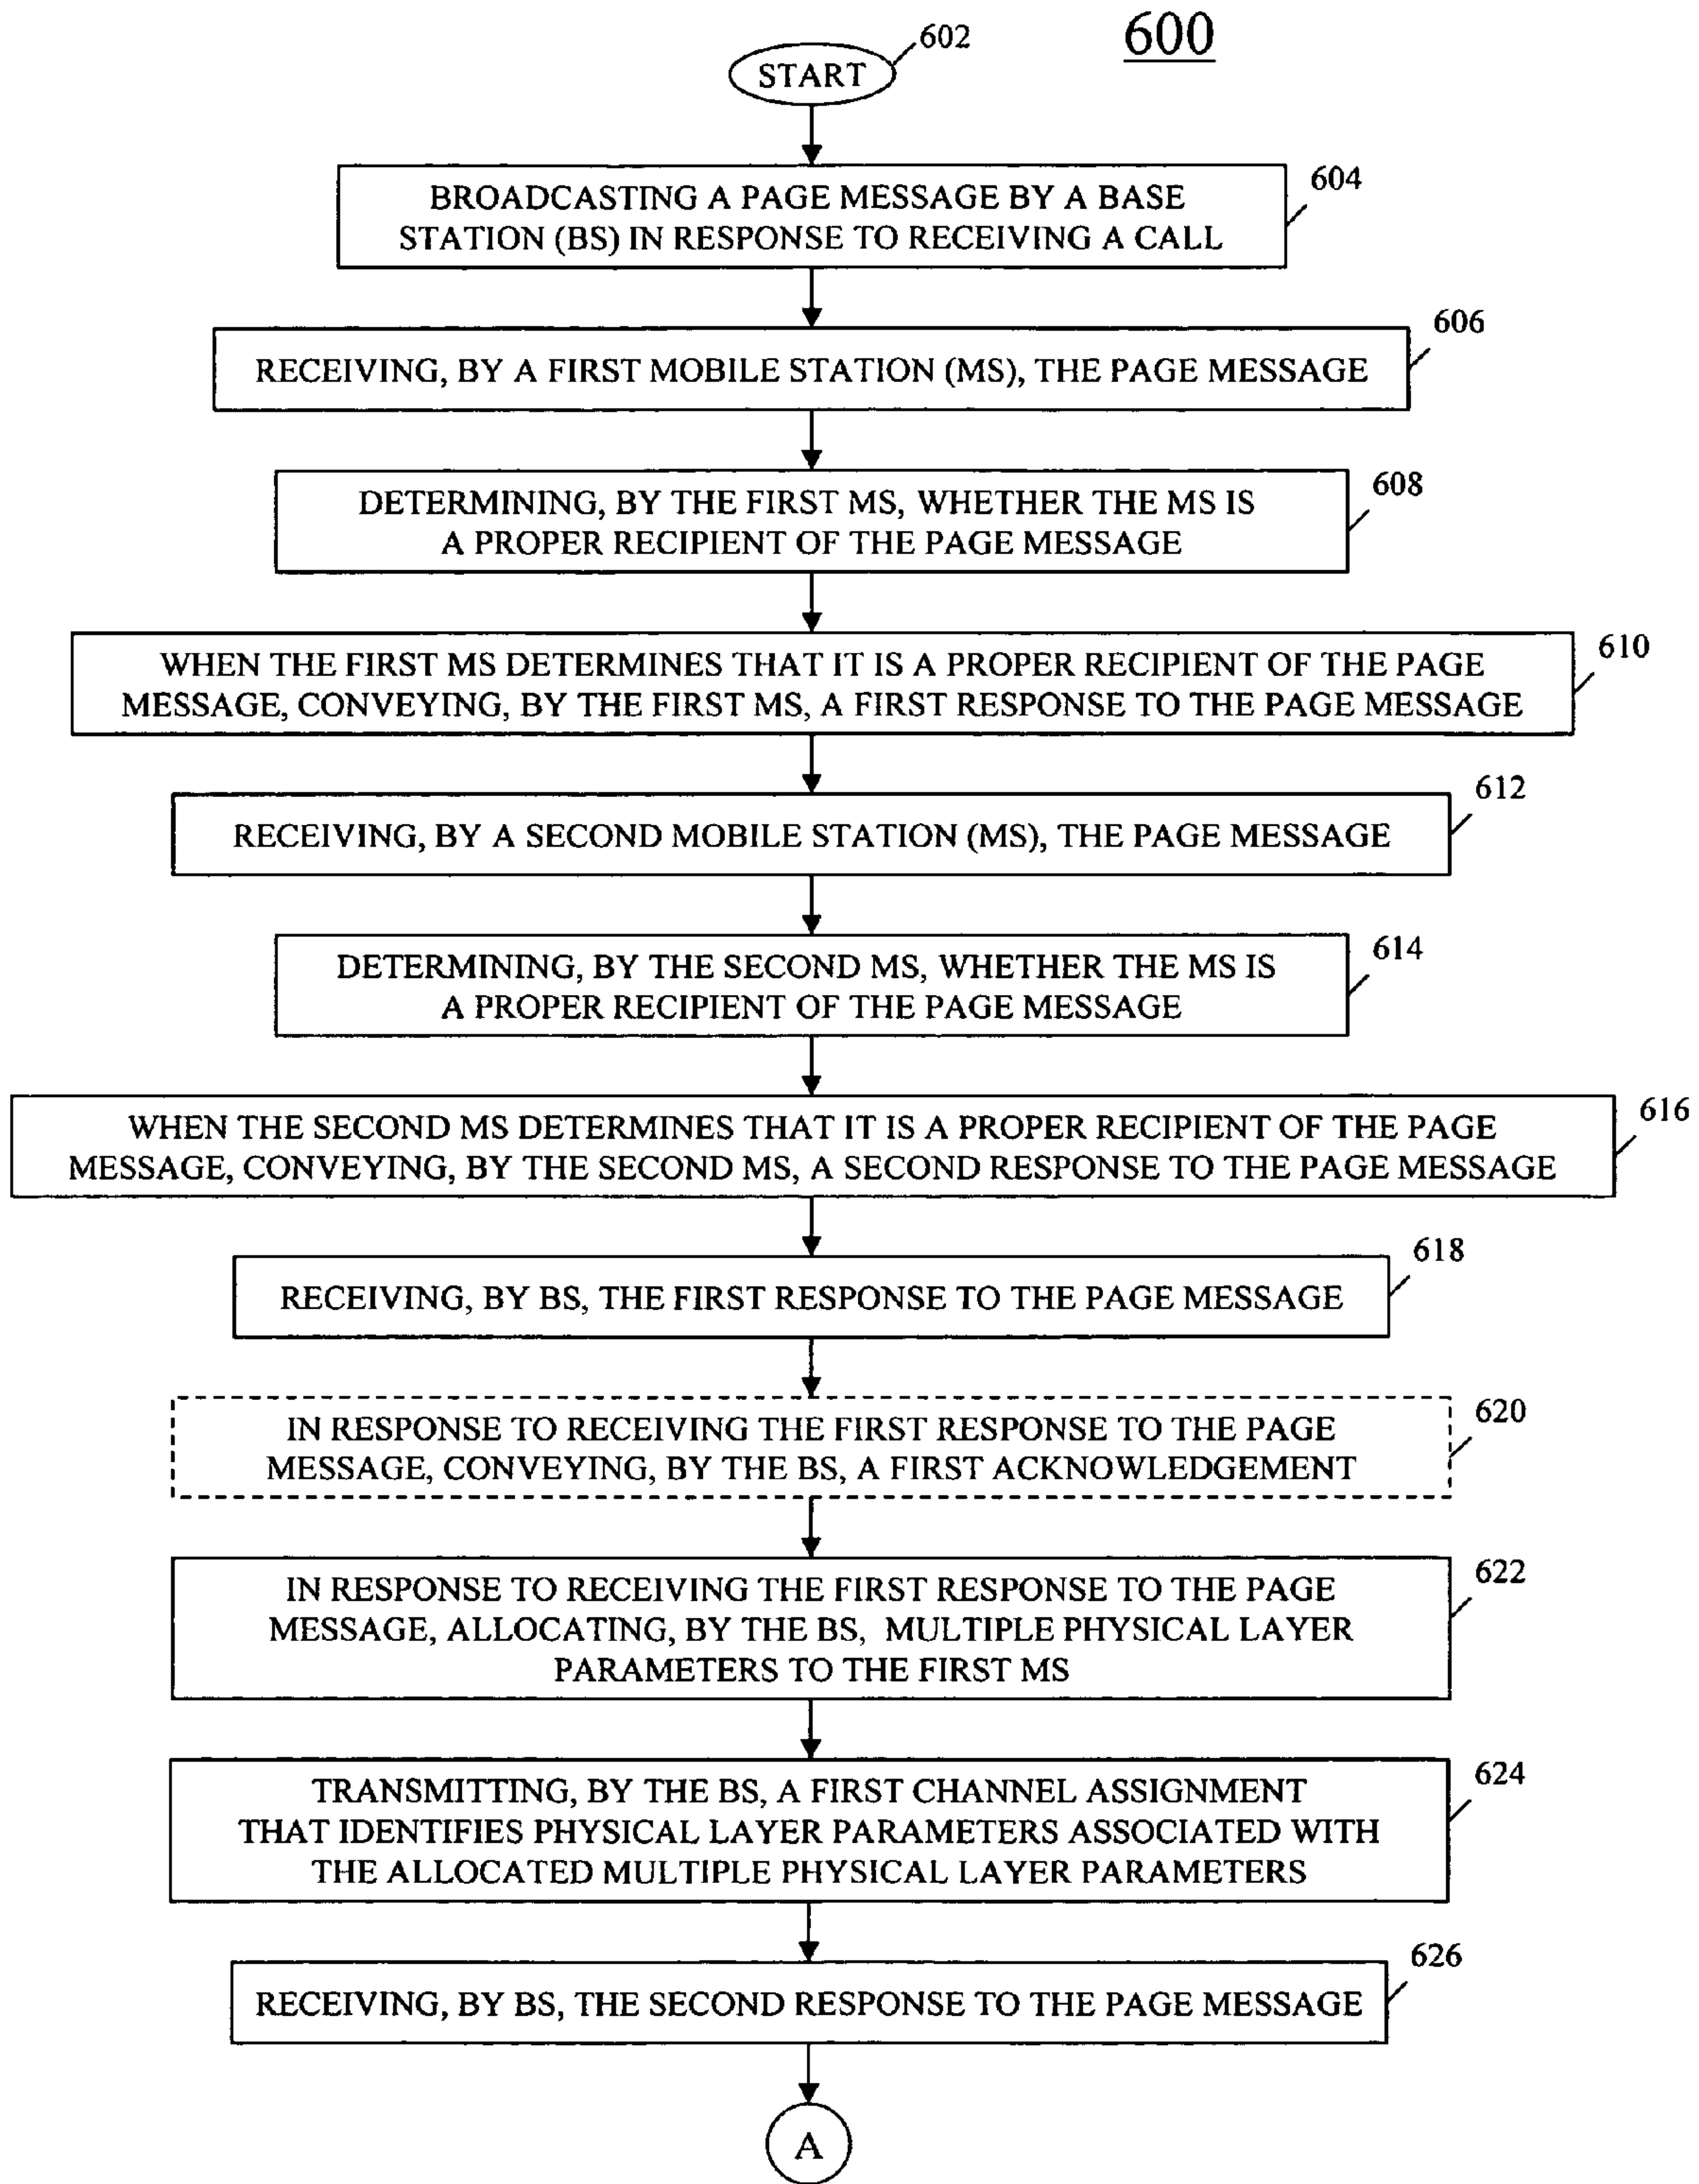 600
602
START
604
BROADCASTING A PAGE MESSAGE BY A BASE
STATION (BS) IN RESPONSE TO RECEIVING A CALL
606
RECEIVING, BY A FIRST MOBILE STATION (MS), THE PAGE MESSAGE
608
DETERMINING, BY THE FIRST MS, WHETHER THE MS IS
A PROPER RECIPIENT OF THE PAGE MESSAGE
610
WHEN THE FIRST MS DETERMINES THAT IT IS A PROPER RECIPIENT OF THE PAGE
MESSAGE, CONVEYING, BY THE FIRST MS, A FIRST RESPONSE TO THE PAGE MESSAGE
612
RECEIVING, BY A SECOND MOBILE STATION (MS), THE PAGE MESSAGE
614
DETERMINING, BY THE SECOND MS, WHETHER THE MS IS
A PROPER RECIPIENT OF THE PAGE MESSAGE
616
WHEN THE SECOND MS DETERMINES THAT IT IS A PROPER RECIPIENT OF THE PAGE
MESSAGE, CONVEYING, BY THE SECOND MS, A SECOND RESPONSE TO THE PAGE MESSAGE
618
RECEIVING, BY BS, THE FIRST RESPONSE TO THE PAGE MESSAGE
620
IN RESPONSE TO RECEIVING THE FIRST RESPONSE TO THE PAGE
MESSAGE, CONVEYING, BY THE BS, A FIRST ACKNOWLEDGEMENT
622
IN RESPONSE TO RECEIVING THE FIRST RESPONSE TO THE PAGE
MESSAGE, ALLOCATING, BY THE BS, MULTIPLE PHYSICAL LAYER
PARAMETERS TO THE FIRST MS
624
TRANSMITTING, BY THE BS, A FIRST CHANNEL ASSIGNMENT
THAT IDENTIFIES PHYSICAL LAYER PARAMETERS ASSOCIATED WITH
THE ALLOCATED MULTIPLE PHYSICAL LAYER PARAMETERS
626
RECEIVING, BY BS, THE SECOND RESPONSE TO THE PAGE MESSAGE
A